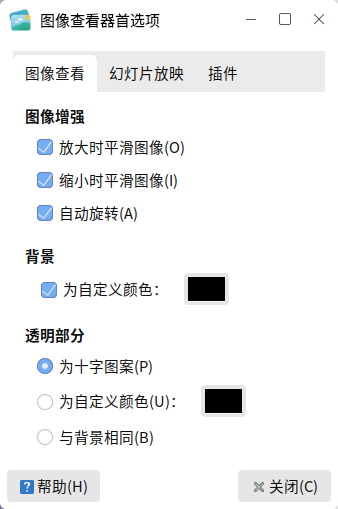 图像查看器首选项
图像查看 幻灯片放映 插件
图像增强
放大时平滑图像(O)
缩小时平滑图像(I)
自动旋转(A)
背景
为自定义颜色：
透明部分
为十字图案(P)
为自定义颜色(U)：
与背景相同(B)
帮助(H) 关闭(C)